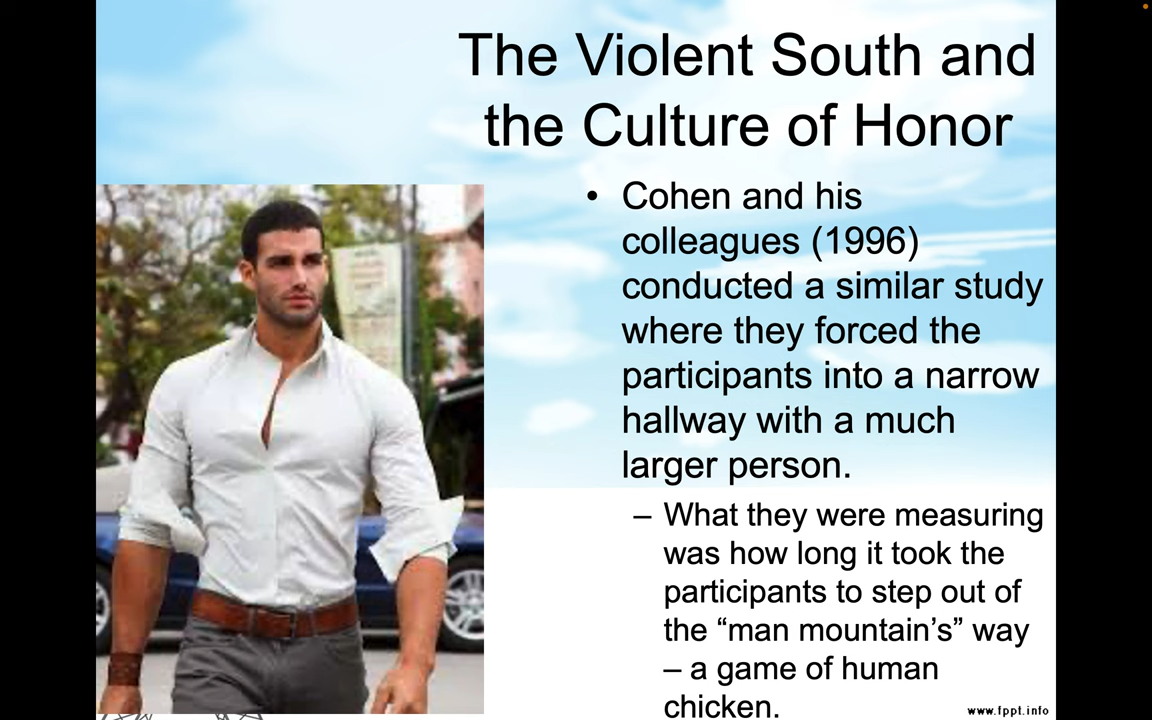 The Violent South and
the Culture of Honor
• Cohen and his
colleagues (1996)
conducted a similar study
where they forced the
participants into a narrow
hallway with a much
larger person.
– What they were measuring
was how long it took the
participants to step out of
the “man mountain’s” way
– a game of human
chicken.
www.fppt.info